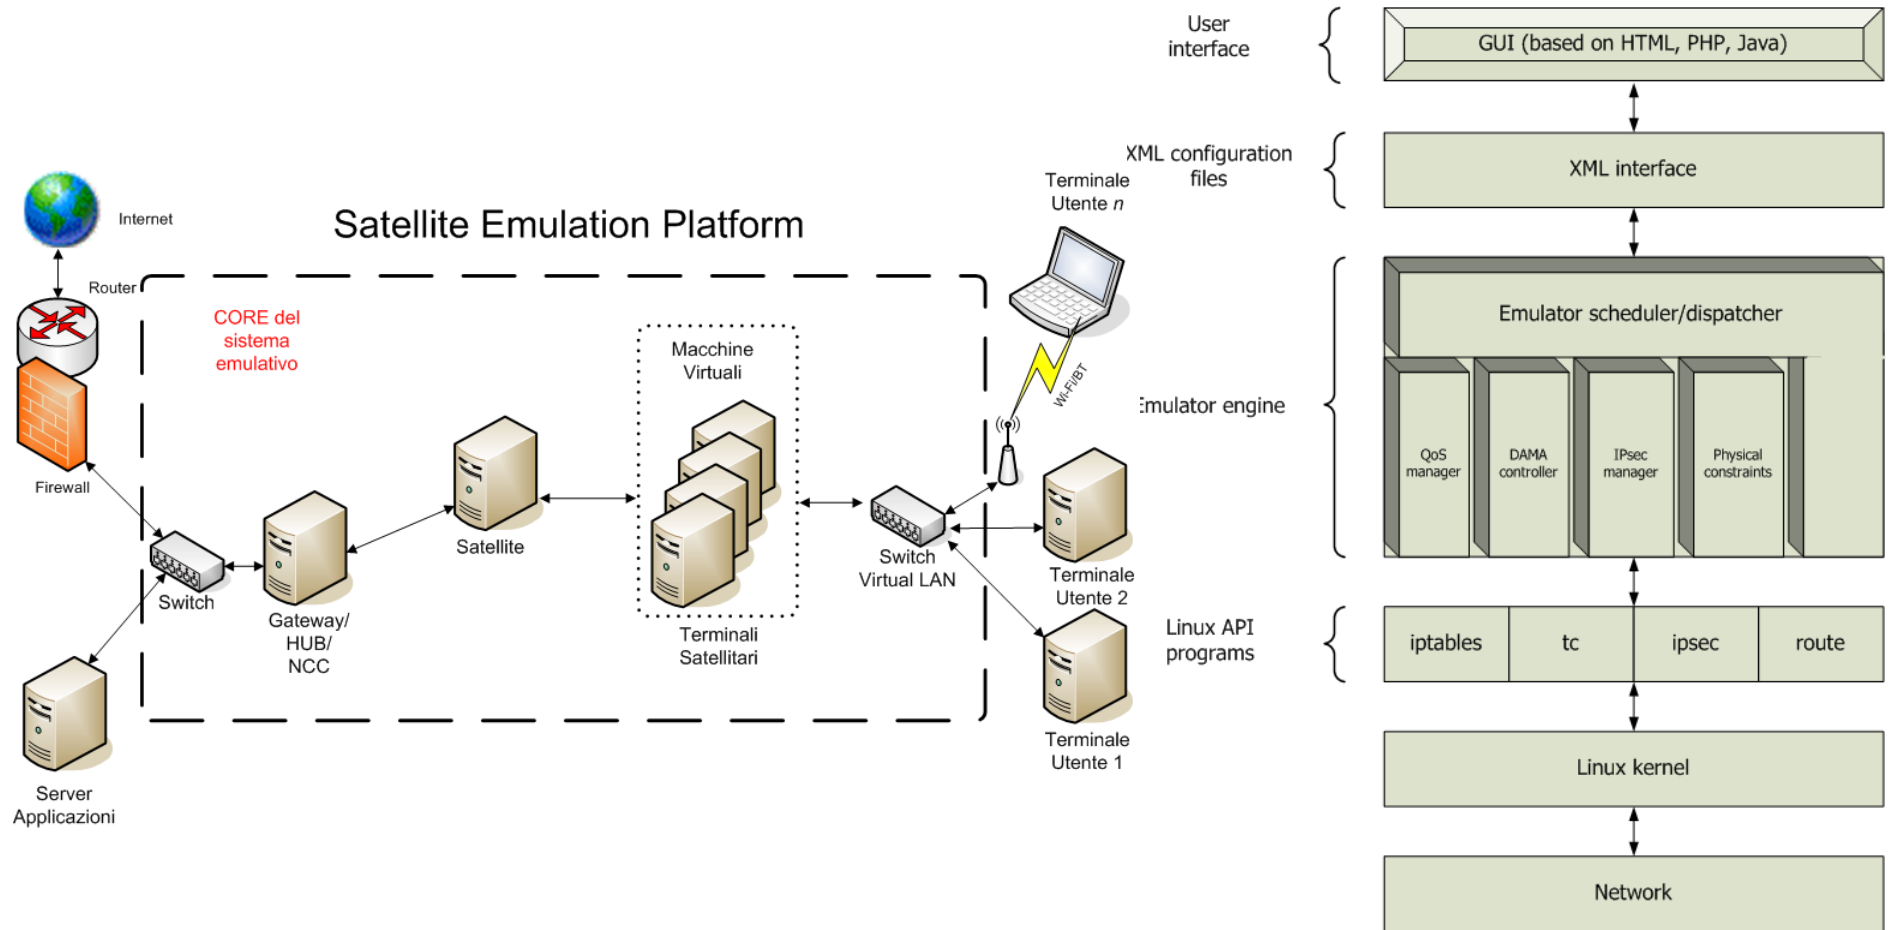 Satellite Emulation Platform
Internet
Router
CORE del
sistema
emulativo
Firewall
Switch
Server
Applicazioni
Gateway/
HUB/
NCC
Satellite
Macchine
Virtuali
Terminali
Satellitari
Switch
Virtual LAN
Terminale
Utente n
Wi-Fi/BT
Terminale
Utente 2
Terminale
Utente 1
User
interface
GUI (based on HTML, PHP, Java)
XML configuration
files
XML interface
Emulator engine
Emulator scheduler/dispatcher
QoS
manager
DAMA
controller
IPsec
manager
Physical
constraints
Linux API
programs
iptables
tc
ipsec
route
Linux kernel
Network